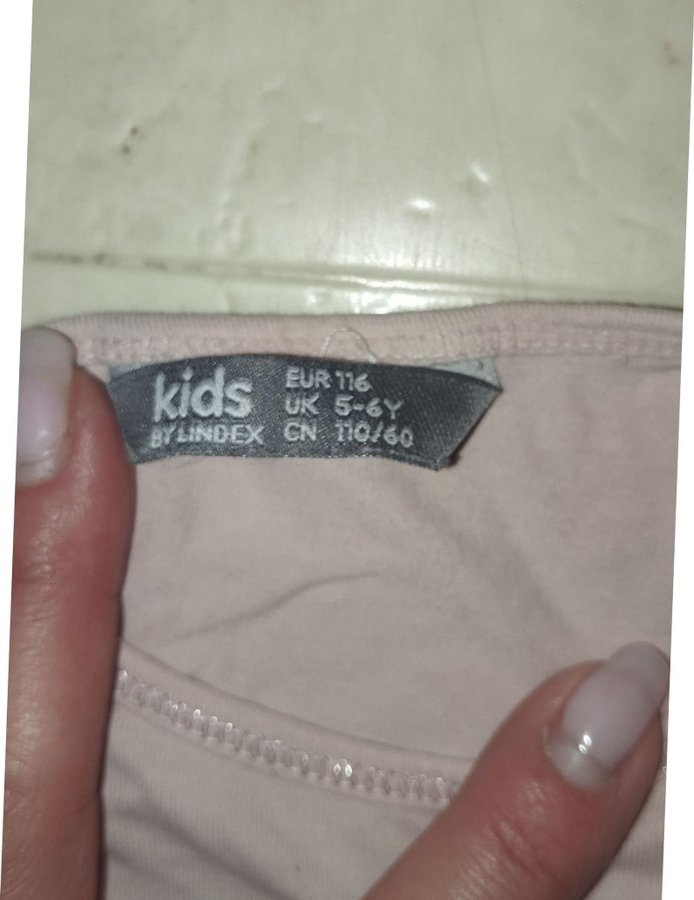 kids
BY LINDEX
EUR 116
UK 5-6Y
CN 110/60